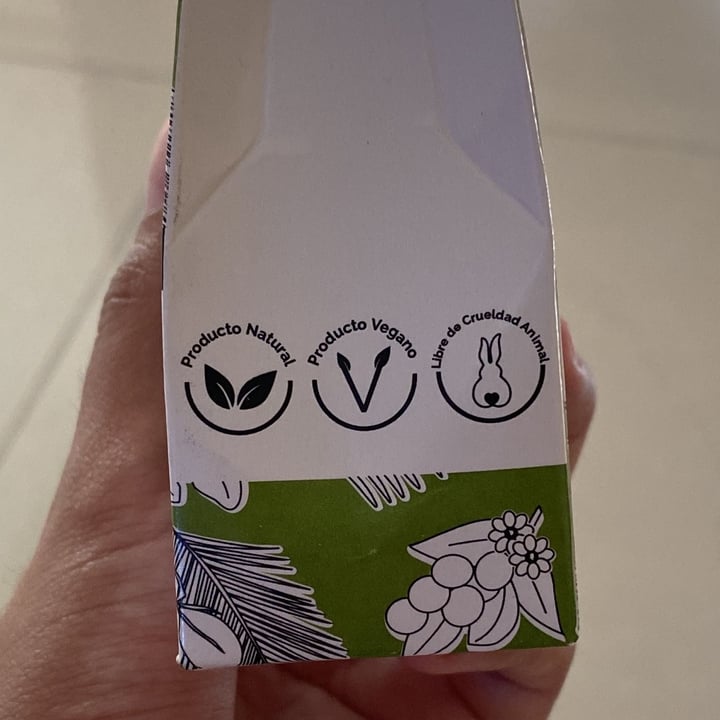 Producto Natural
Producto Vegano
Libre de Crueldad Animal